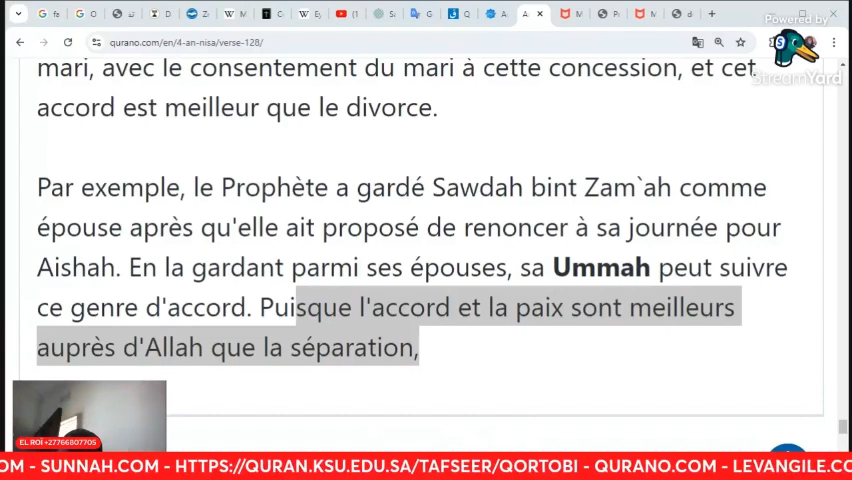 qurano.com/en/4-an-nisa/verse-128/
Powered by
StreamYard
mari, avec le consentement du mari à cette concession, et cet
accord est meilleur que le divorce.
Par exemple, le Prophète a gardé Sawdah bint Zam`ah comme
épouse après qu'elle ait proposé de renoncer à sa journée pour
Aishah. En la gardant parmi ses épouses, sa Ummah peut suivre
ce genre d'accord. Puisque l'accord et la paix sont meilleurs
auprès d'Allah que la séparation,
EL ROI +27766807705
OM - SUNNAH.COM - HTTPS://QURAN.KSU.EDU.SA/TAFSEER/QORTOBI - QURANO.COM - LEVANGILE.CO